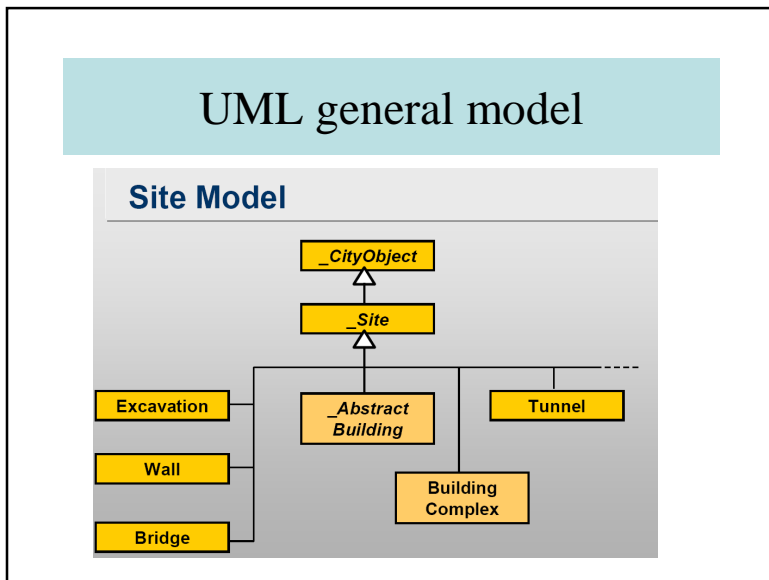 UML general model
Site Model
_CityObject
_Site
Excavation
_Abstract
Building
Tunnel
Wall
Building
Complex
Bridge